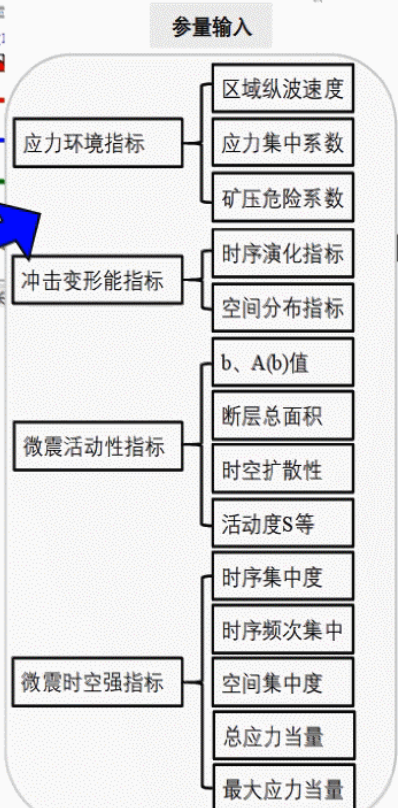 参量输入
应力环境指标
区域纵波速度
应力集中系数
矿压危险系数
冲击变形能指标
时序演化指标
空间分布指标
微震活动性指标
b、A(b)值
断层总面积
时空扩散性
活动度S等
微震时空强指标
时序集中度
时序频次集中
空间集中度
总应力当量
最大应力当量